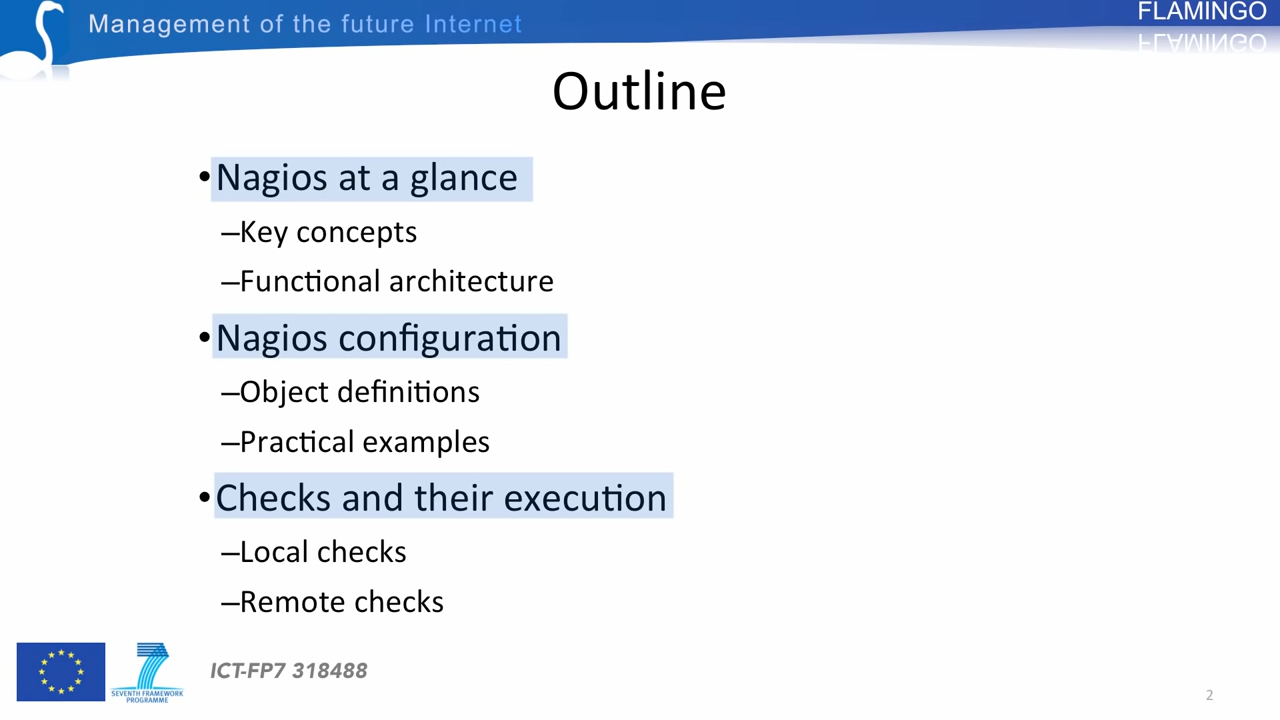 Management of the future Internet
FLAMINGO
Outline
•Nagios at a glance
–Key concepts
–Functional architecture
•Nagios configuration
–Object definitions
–Practical examples
•Checks and their execution
–Local checks
–Remote checks
SEVENTH FRAMEWORK
PROGRAMME
ICT-FP7 318488
2